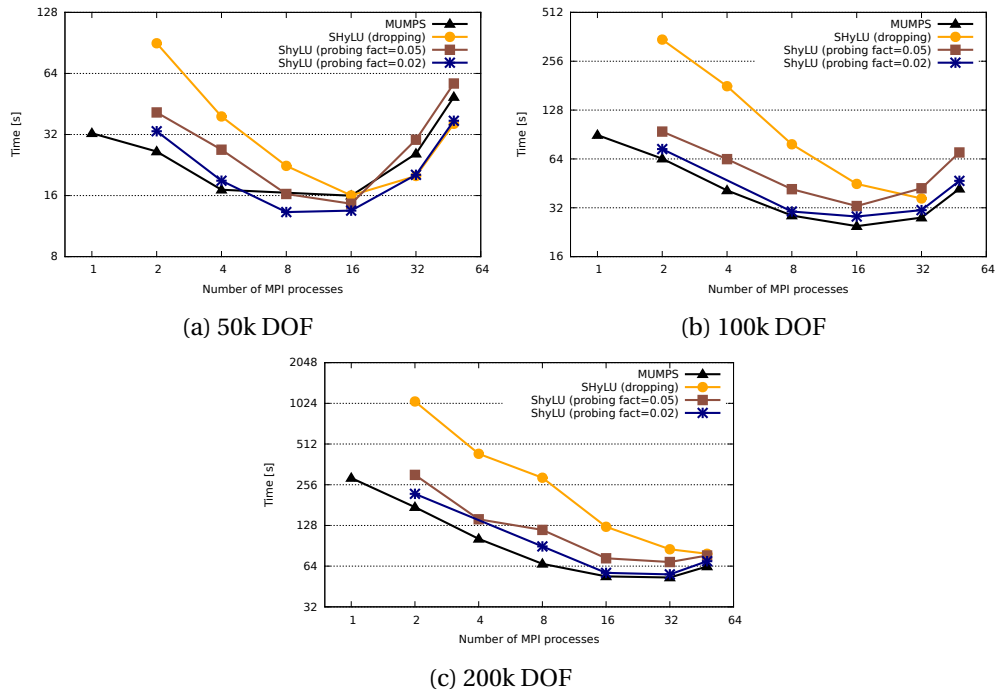 128
64
32
16
8
1 2 4 8 16 32 64
Time [s]
Number of MPI processes
MUMPS
SHyLU (dropping)
ShyLU (probing fact=0.05)
ShyLU (probing fact=0.02)
(a) 50k DOF
512
256
128
64
32
16
1 2 4 8 16 32 64
Time [s]
Number of MPI processes
MUMPS
SHyLU (dropping)
ShyLU (probing fact=0.05)
ShyLU (probing fact=0.02)
(b) 100k DOF
2048
1024
512
256
128
64
32
1 2 4 8 16 32 64
Time [s]
Number of MPI processes
MUMPS
SHyLU (dropping)
ShyLU (probing fact=0.05)
ShyLU (probing fact=0.02)
(c) 200k DOF